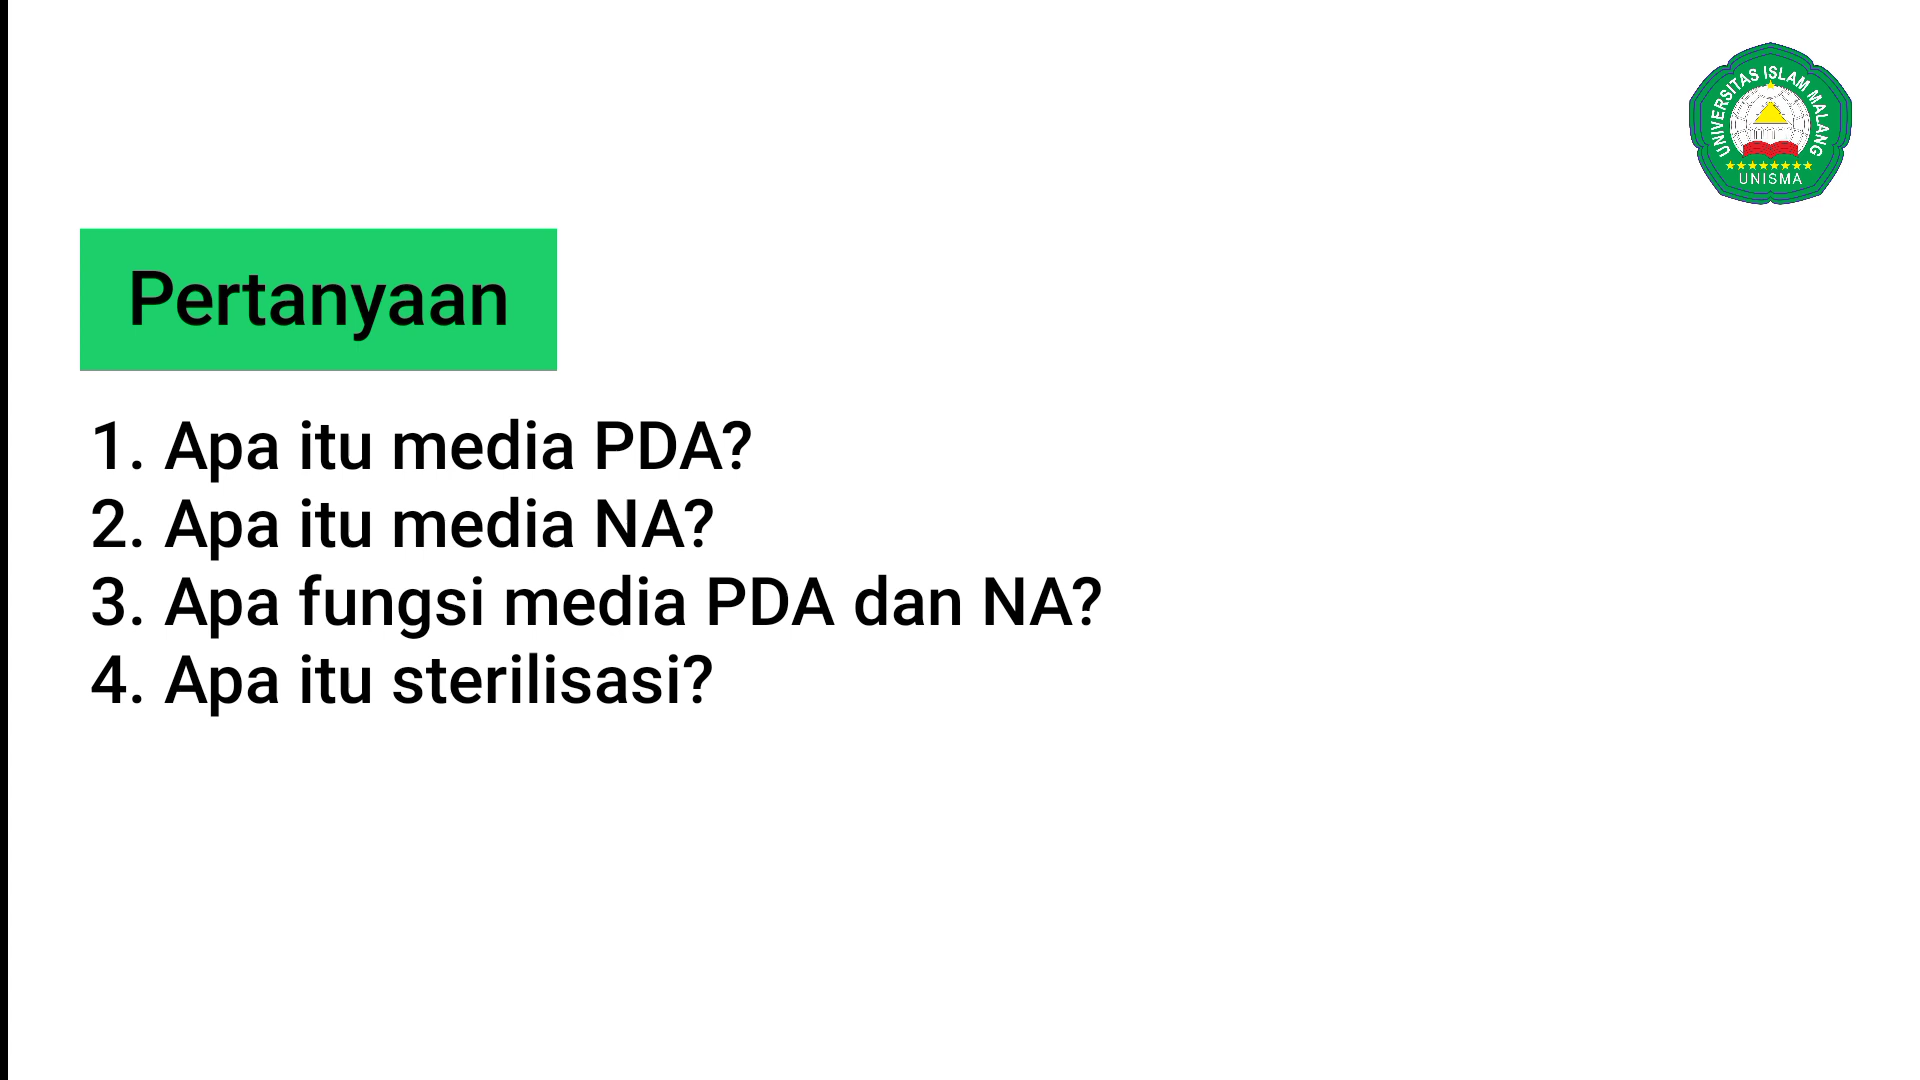 UNIVERSITAS ISLAM MALANG
UNISMA
Pertanyaan
1. Apa itu media PDA?
2. Apa itu media NA?
3. Apa fungsi media PDA dan NA?
4. Apa itu sterilisasi?